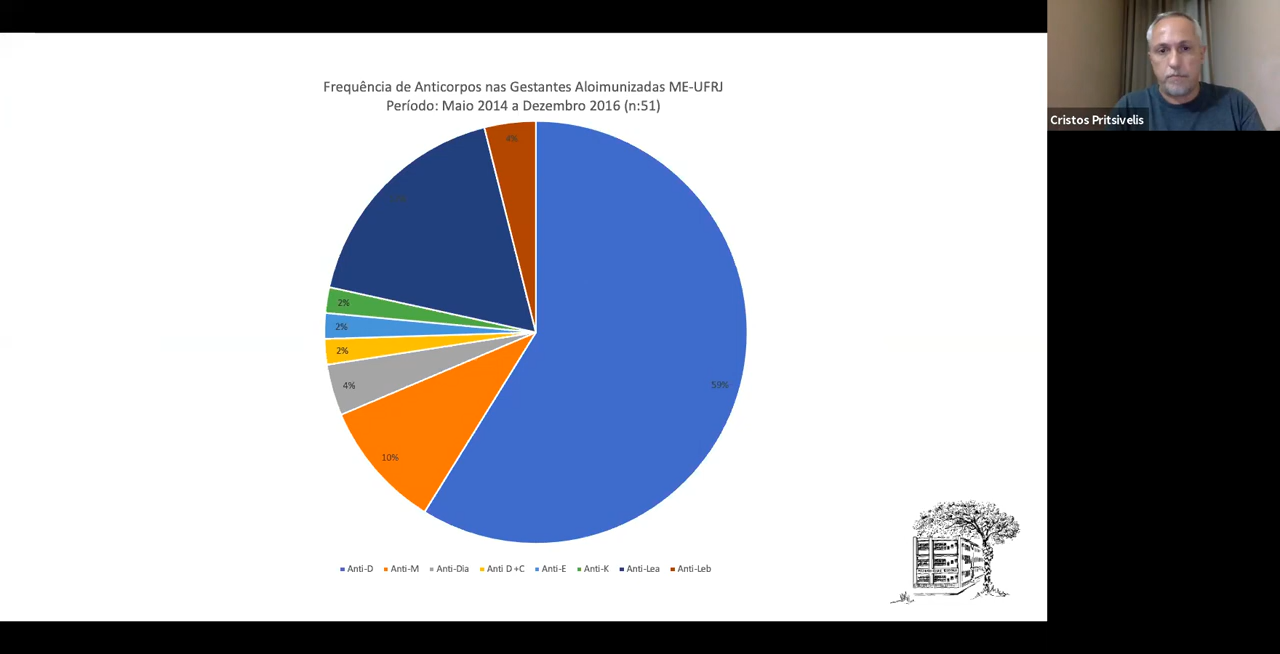 Frequência de Anticorpos nas Gestantes Aloimunizadas ME-UFRJ
Período: Maio 2014 a Dezembro 2016 (n:51)
Cristos Pritsivelis
4%
2%
2%
2%
4%
10%
59%
Anti-D Anti-M Anti-Dia Anti D +C Anti-E Anti-K Anti-Lea Anti-Leb